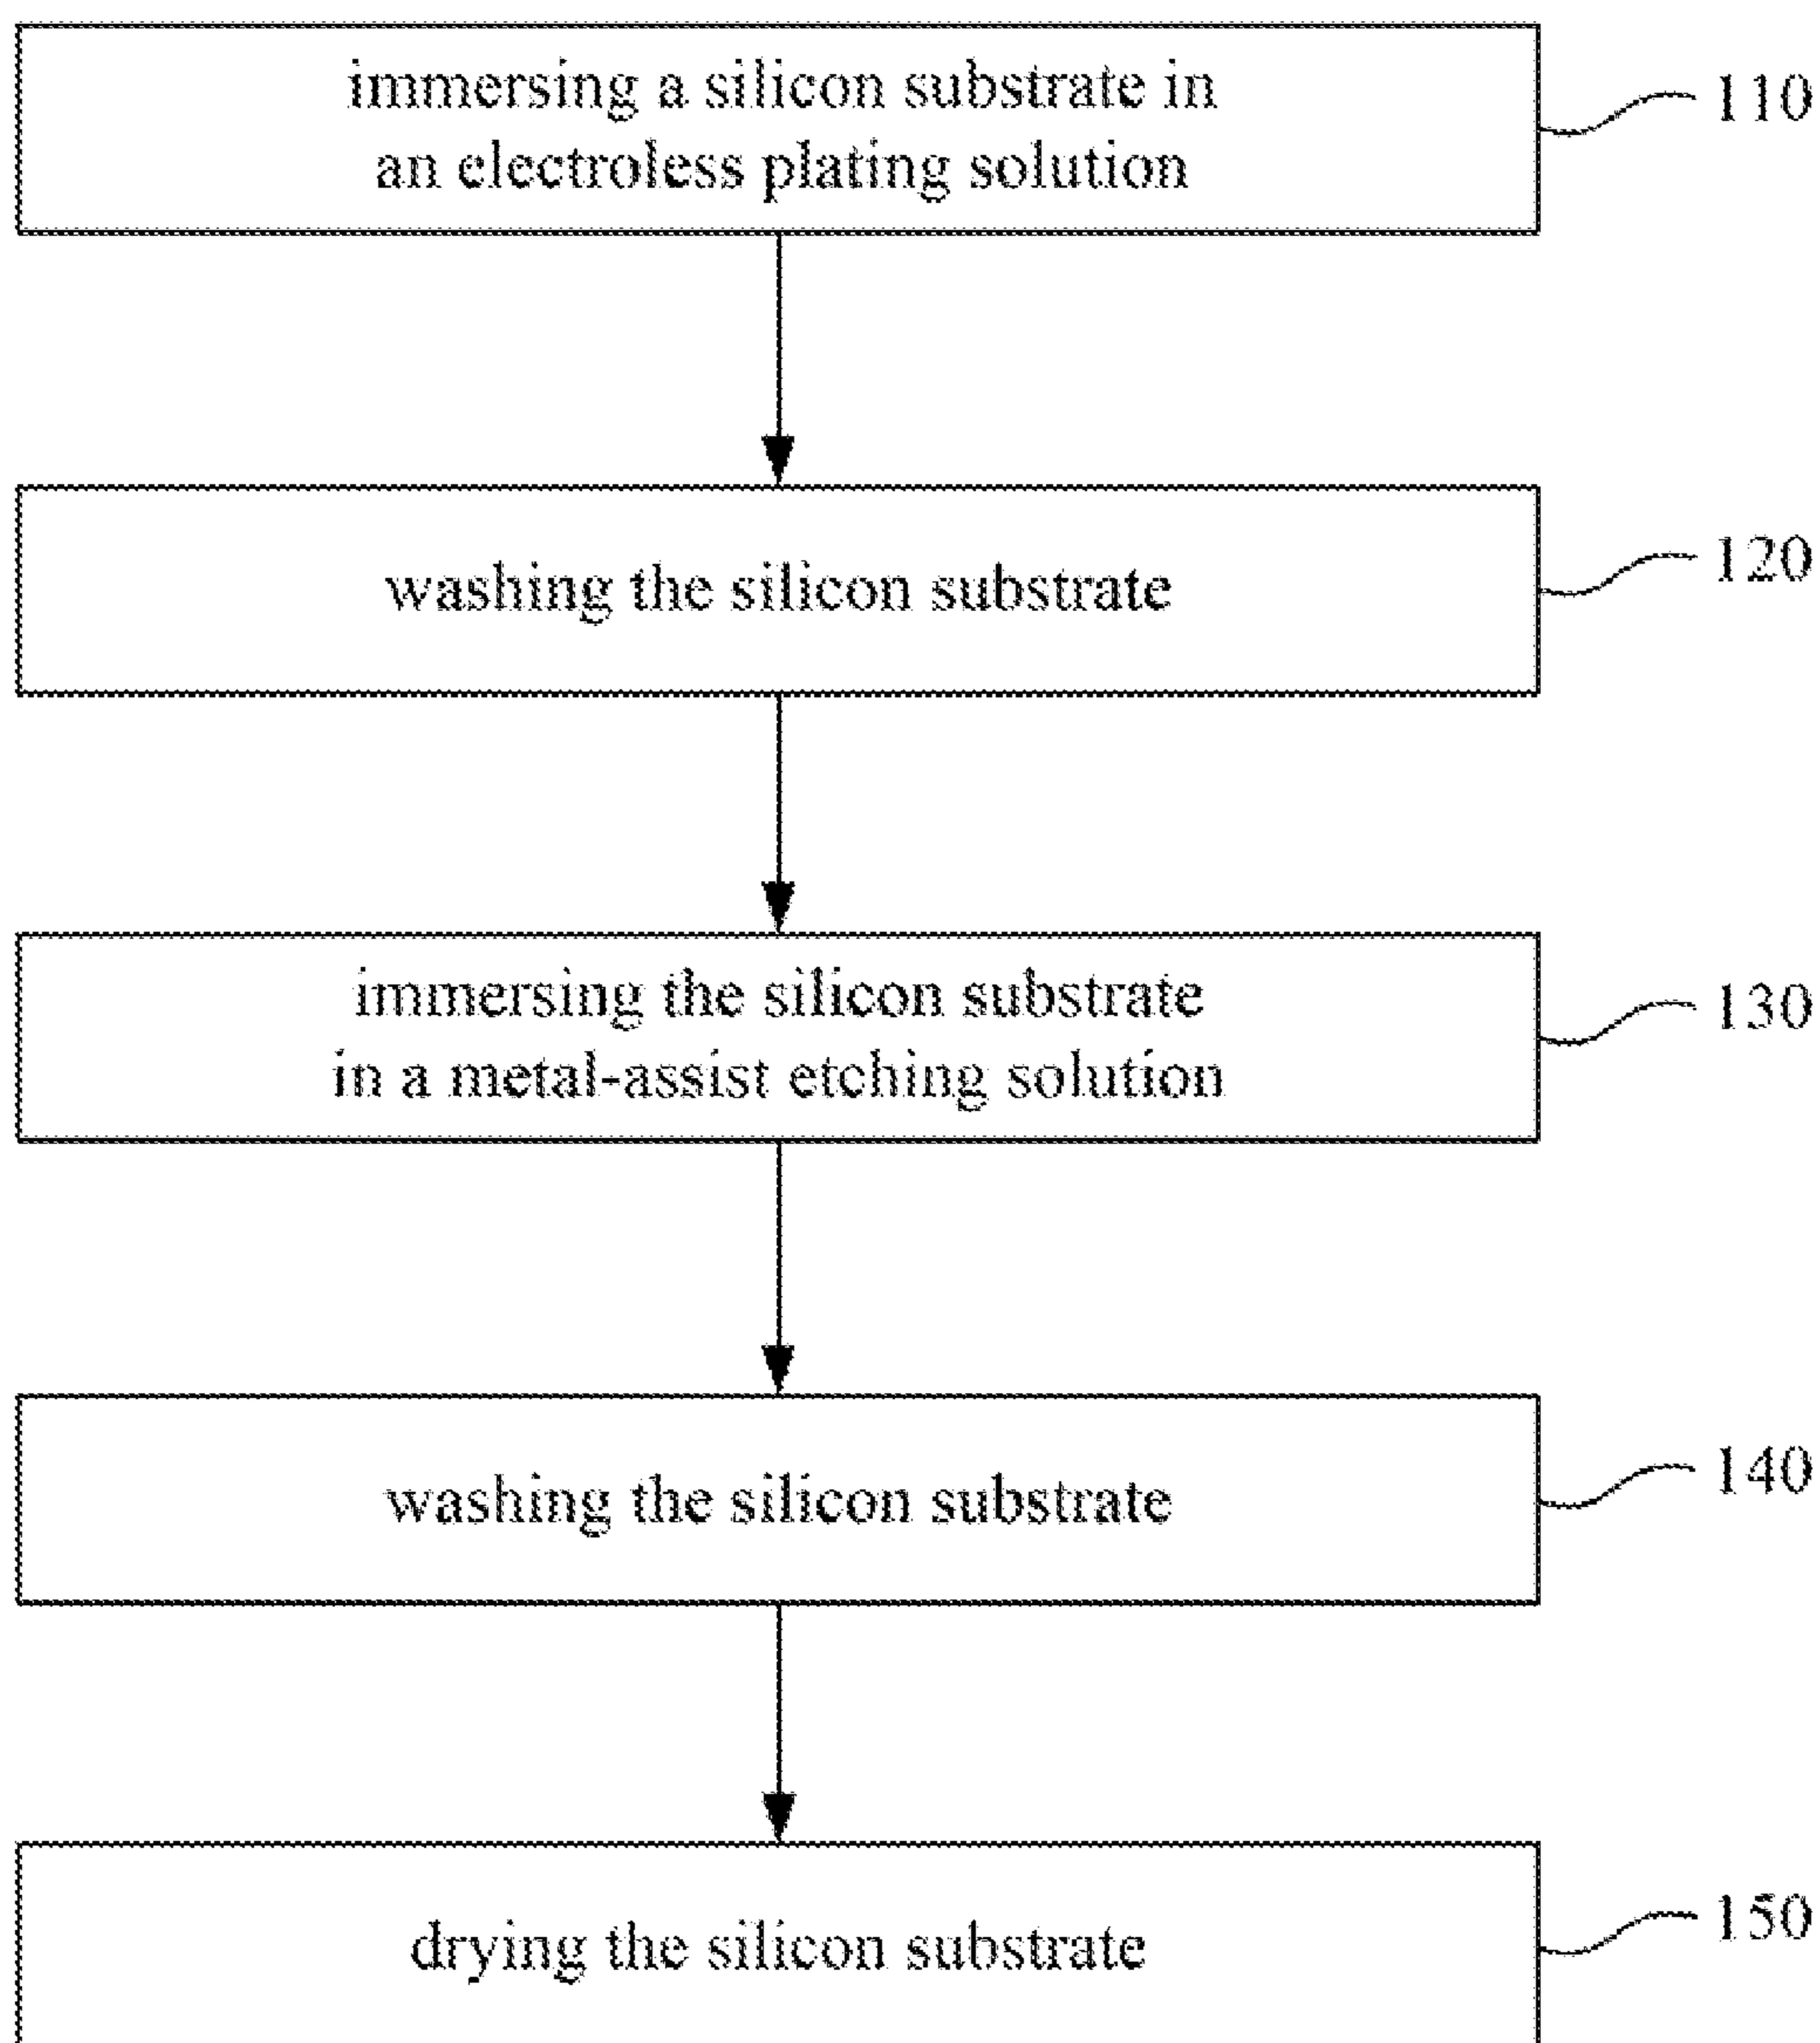 immersing a silicon substrate in
an electroless plating solution
110
washing the silicon substrate
120
immersing the silicon substrate
in a metal-assist etching solution
130
washing the silicon substrate
140
drying the silicon substrate
150